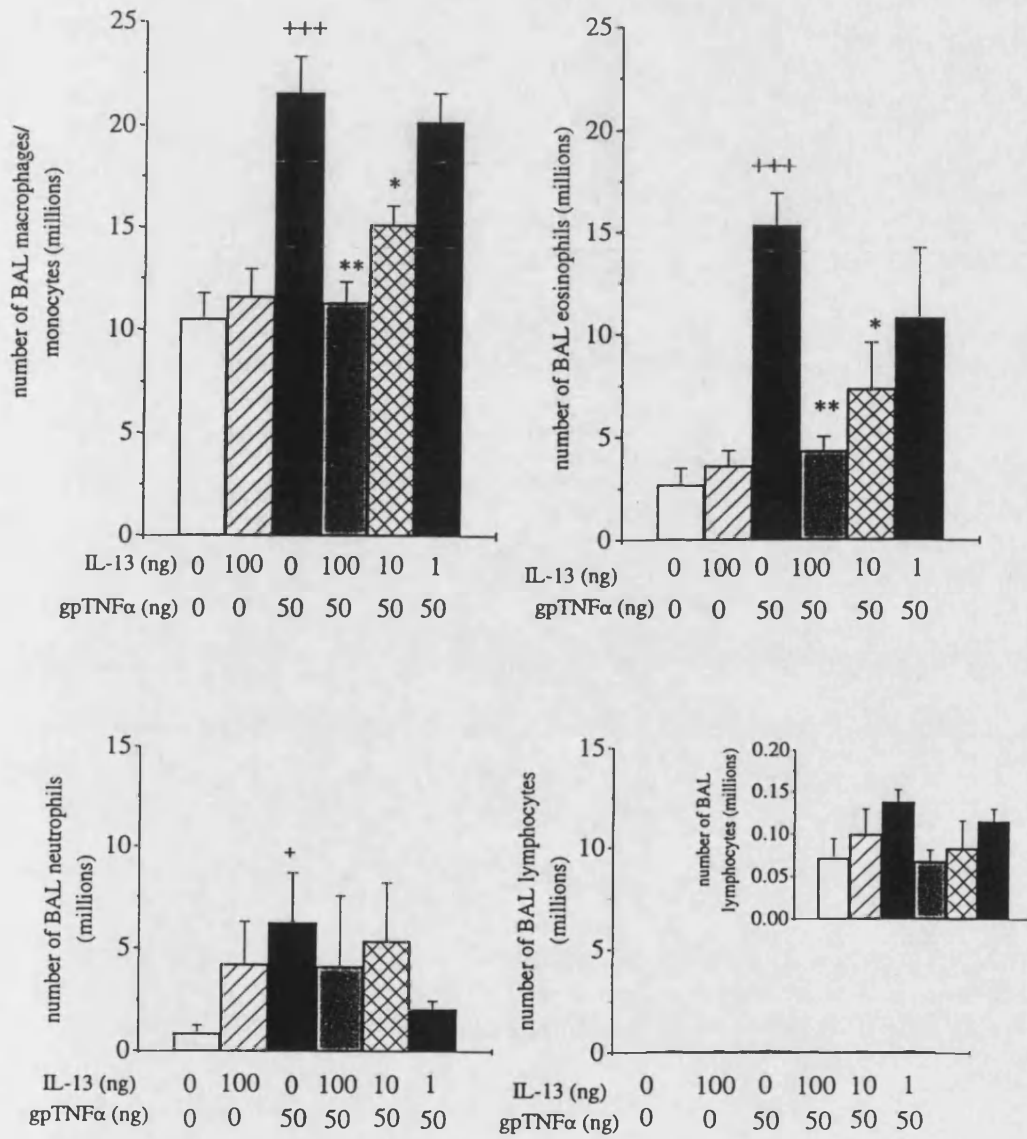 number of BAL macrophages/
monocytes (millions)
25
20
15
10
5
0
+++
**
*
IL-13 (ng) 0 100 0 100 10 1
gpTNFα (ng) 0 0 50 50 50 50
number of BAL eosinophils (millions)
25
20
15
10
5
0
+++
**
*
IL-13 (ng) 0 100 0 100 10 1
gpTNFα (ng) 0 0 50 50 50 50
number of BAL neutrophils
(millions)
15
10
5
0
+
IL-13 (ng) 0 100 0 100 10 1
gpTNFα (ng) 0 0 50 50 50 50
number of BAL lymphocytes
(millions)
15
10
5
0
number of BAL
lymphocytes (millions)
0.20
0.15
0.10
0.05
0.00
IL-13 (ng) 0 100 0 100 10 1
gpTNFα (ng) 0 0 50 50 50 50